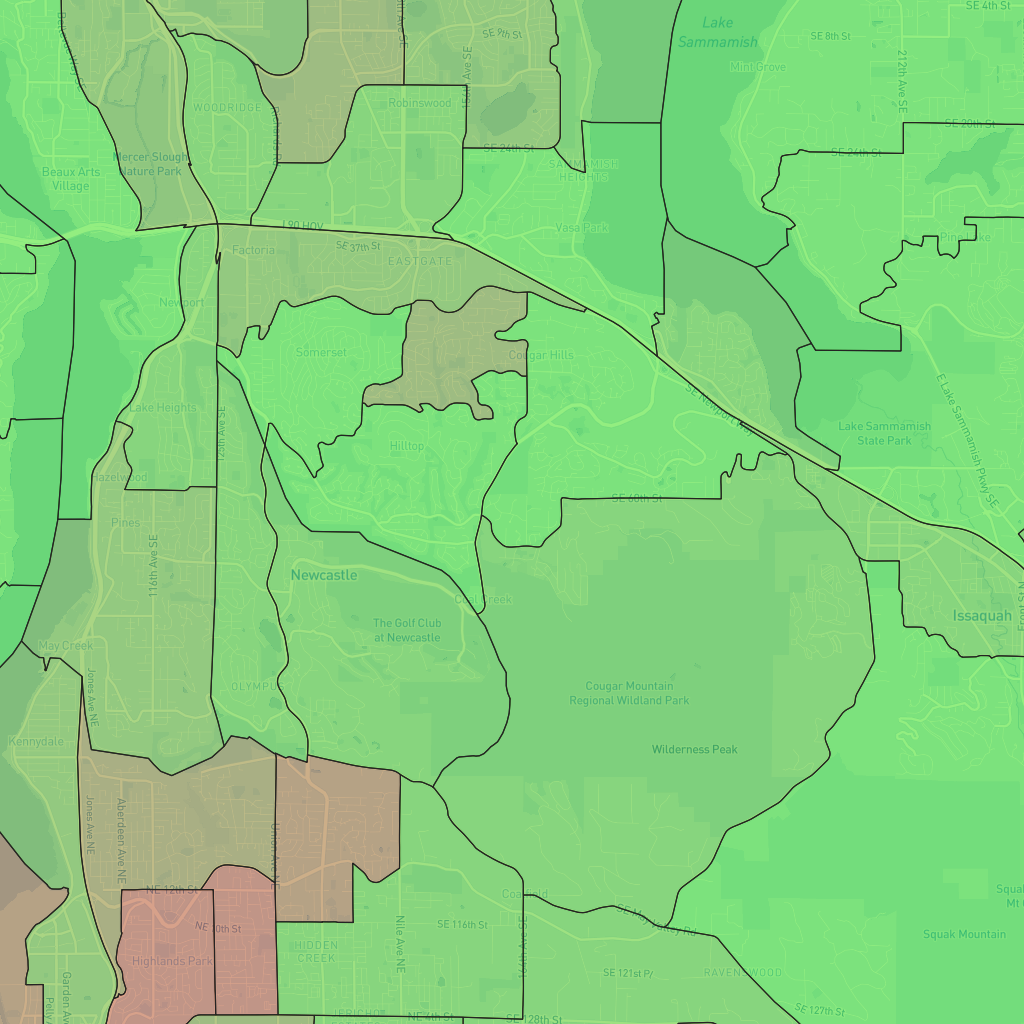 SE 4th St
Lake
Sammamish
SE 9th St
SE 8th St
Mint Grove
212th Ave SE
WOODRIDGE
Robinswood
SE 20th St
SE 24th St
SE 24th St
Mercer Slough
Nature Park
SAMMAMISH
HEIGHTS
Beaux Arts
Village
Vasa Park
Pine Lake
I 90 HOV
SE 37th St
Factoria
EASTGATE
Newport
Somerset
Cougar Hills
SE Newport Way
E Lake Sammamish Pkwy SE
Lake Heights
125th Ave SE
Hilltop
Lake Sammamish
State Park
Hazelwood
SE 60th St
Pines
116th Ave SE
Newcastle
Coal Creek
The Golf Club
at Newcastle
Issaquah
Front St N
May Creek
Jones Ave NE
OLYMPUS
Cougar Mountain
Regional Wildland Park
Kennydale
Wilderness Peak
Jones Ave NE
Aberdeen Ave NE
Union Ave NE
NE 12th St
Coalfield
NE 10th St
SE May Valley Rd
SE 116th St
Nile Ave NE
Squak Mountain
HIDDEN
CREEK
Highlands Park
SE 121st Pl
RAVENSWOOD
Garden Ave
NE 4th St
SE 128th St
SE 127th St